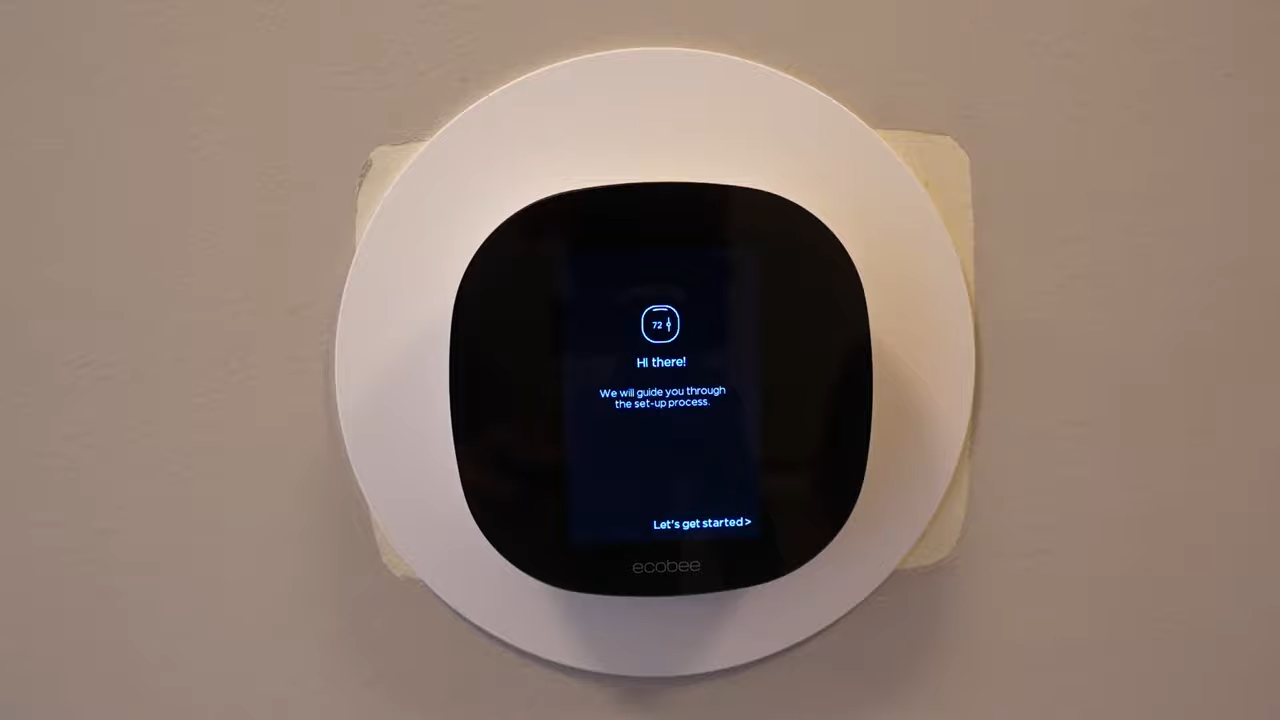 72
Hi there!
We will guide you through
the set-up process.
Let's get started >
ecobee